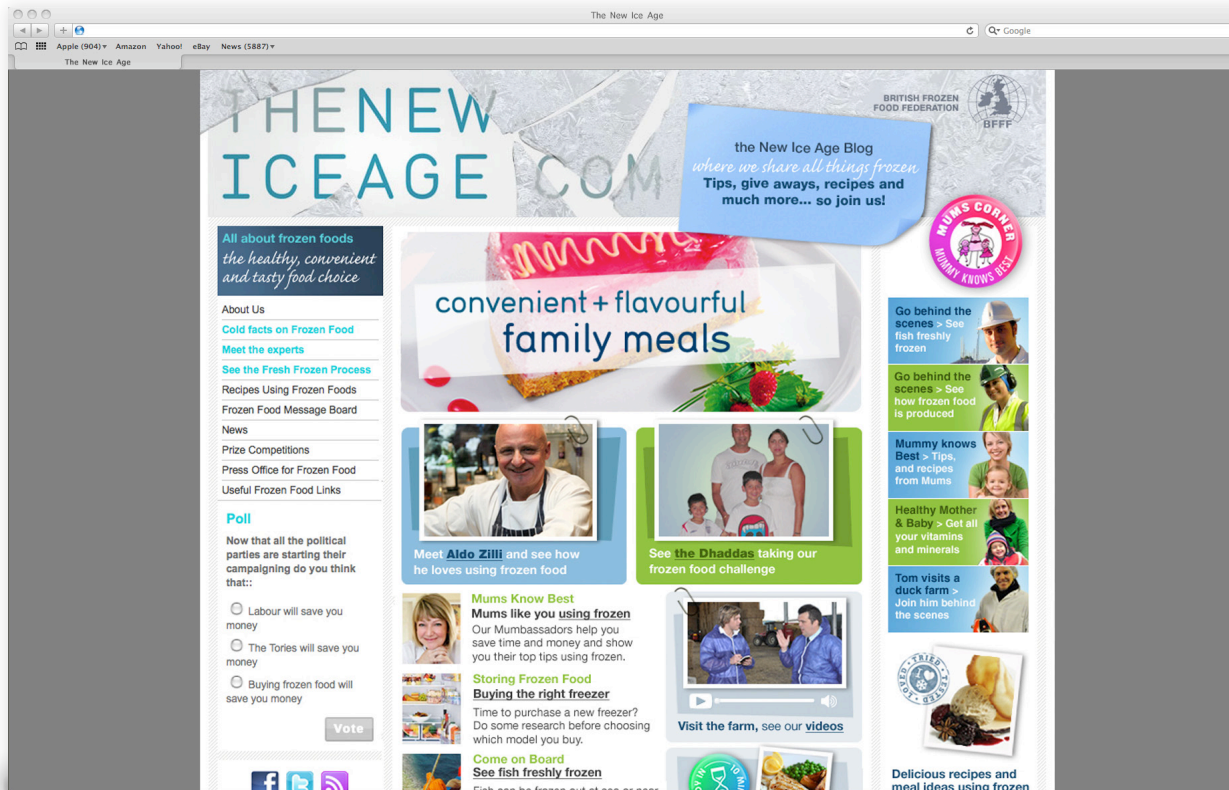 The New Ice Age
Google
Apple (904)
Amazon
Yahoo!
eBay
News (5887)
The New Ice Age
THENEW
ICEAGE COM
BRITISH FROZEN
FOOD FEDERATION
BFFF
the New Ice Age Blog
where we share all things frozen
Tips, give aways, recipes and
much more... so join us!
MUMS CORNER
MUMMY KNOWS BEST
All about frozen foods
the healthy, convenient
and tasty food choice
About Us
Cold facts on Frozen Food
Meet the experts
See the Fresh Frozen Process
Recipes Using Frozen Foods
Frozen Food Message Board
News
Prize Competitions
Press Office for Frozen Food
Useful Frozen Food Links
Poll
Now that all the political
parties are starting their
campaigning do you think
that::
Labour will save you
money
The Tories will save you
money
Buying frozen food will
save you money
Vote
convenient + flavourful
family meals
Meet Aldo Zilli and see how
he loves using frozen food
See the Dhaddas taking our
frozen food challenge
Mums Know Best
Mums like you using frozen
Our Mumbassadors help you
save time and money and show
you their top tips using frozen.
Storing Frozen Food
Buying the right freezer
Time to purchase a new freezer?
Do some research before choosing
which model you buy.
Come on Board
See fish freshly frozen
Fish can be frozen out at sea or near
Visit the farm, see our videos
10 MI
Go behind the
scenes > See
fish freshly
frozen
Go behind the
scenes > See
how frozen food
is produced
Mummy knows
Best > Tips,
and recipes
from Mums
Healthy Mother
& Baby > Get all
your vitamins
and minerals
Tom visits a
duck farm >
Join him behind
the scenes
LOVED TRIED TESTED
Delicious recipes and
meal ideas using frozen